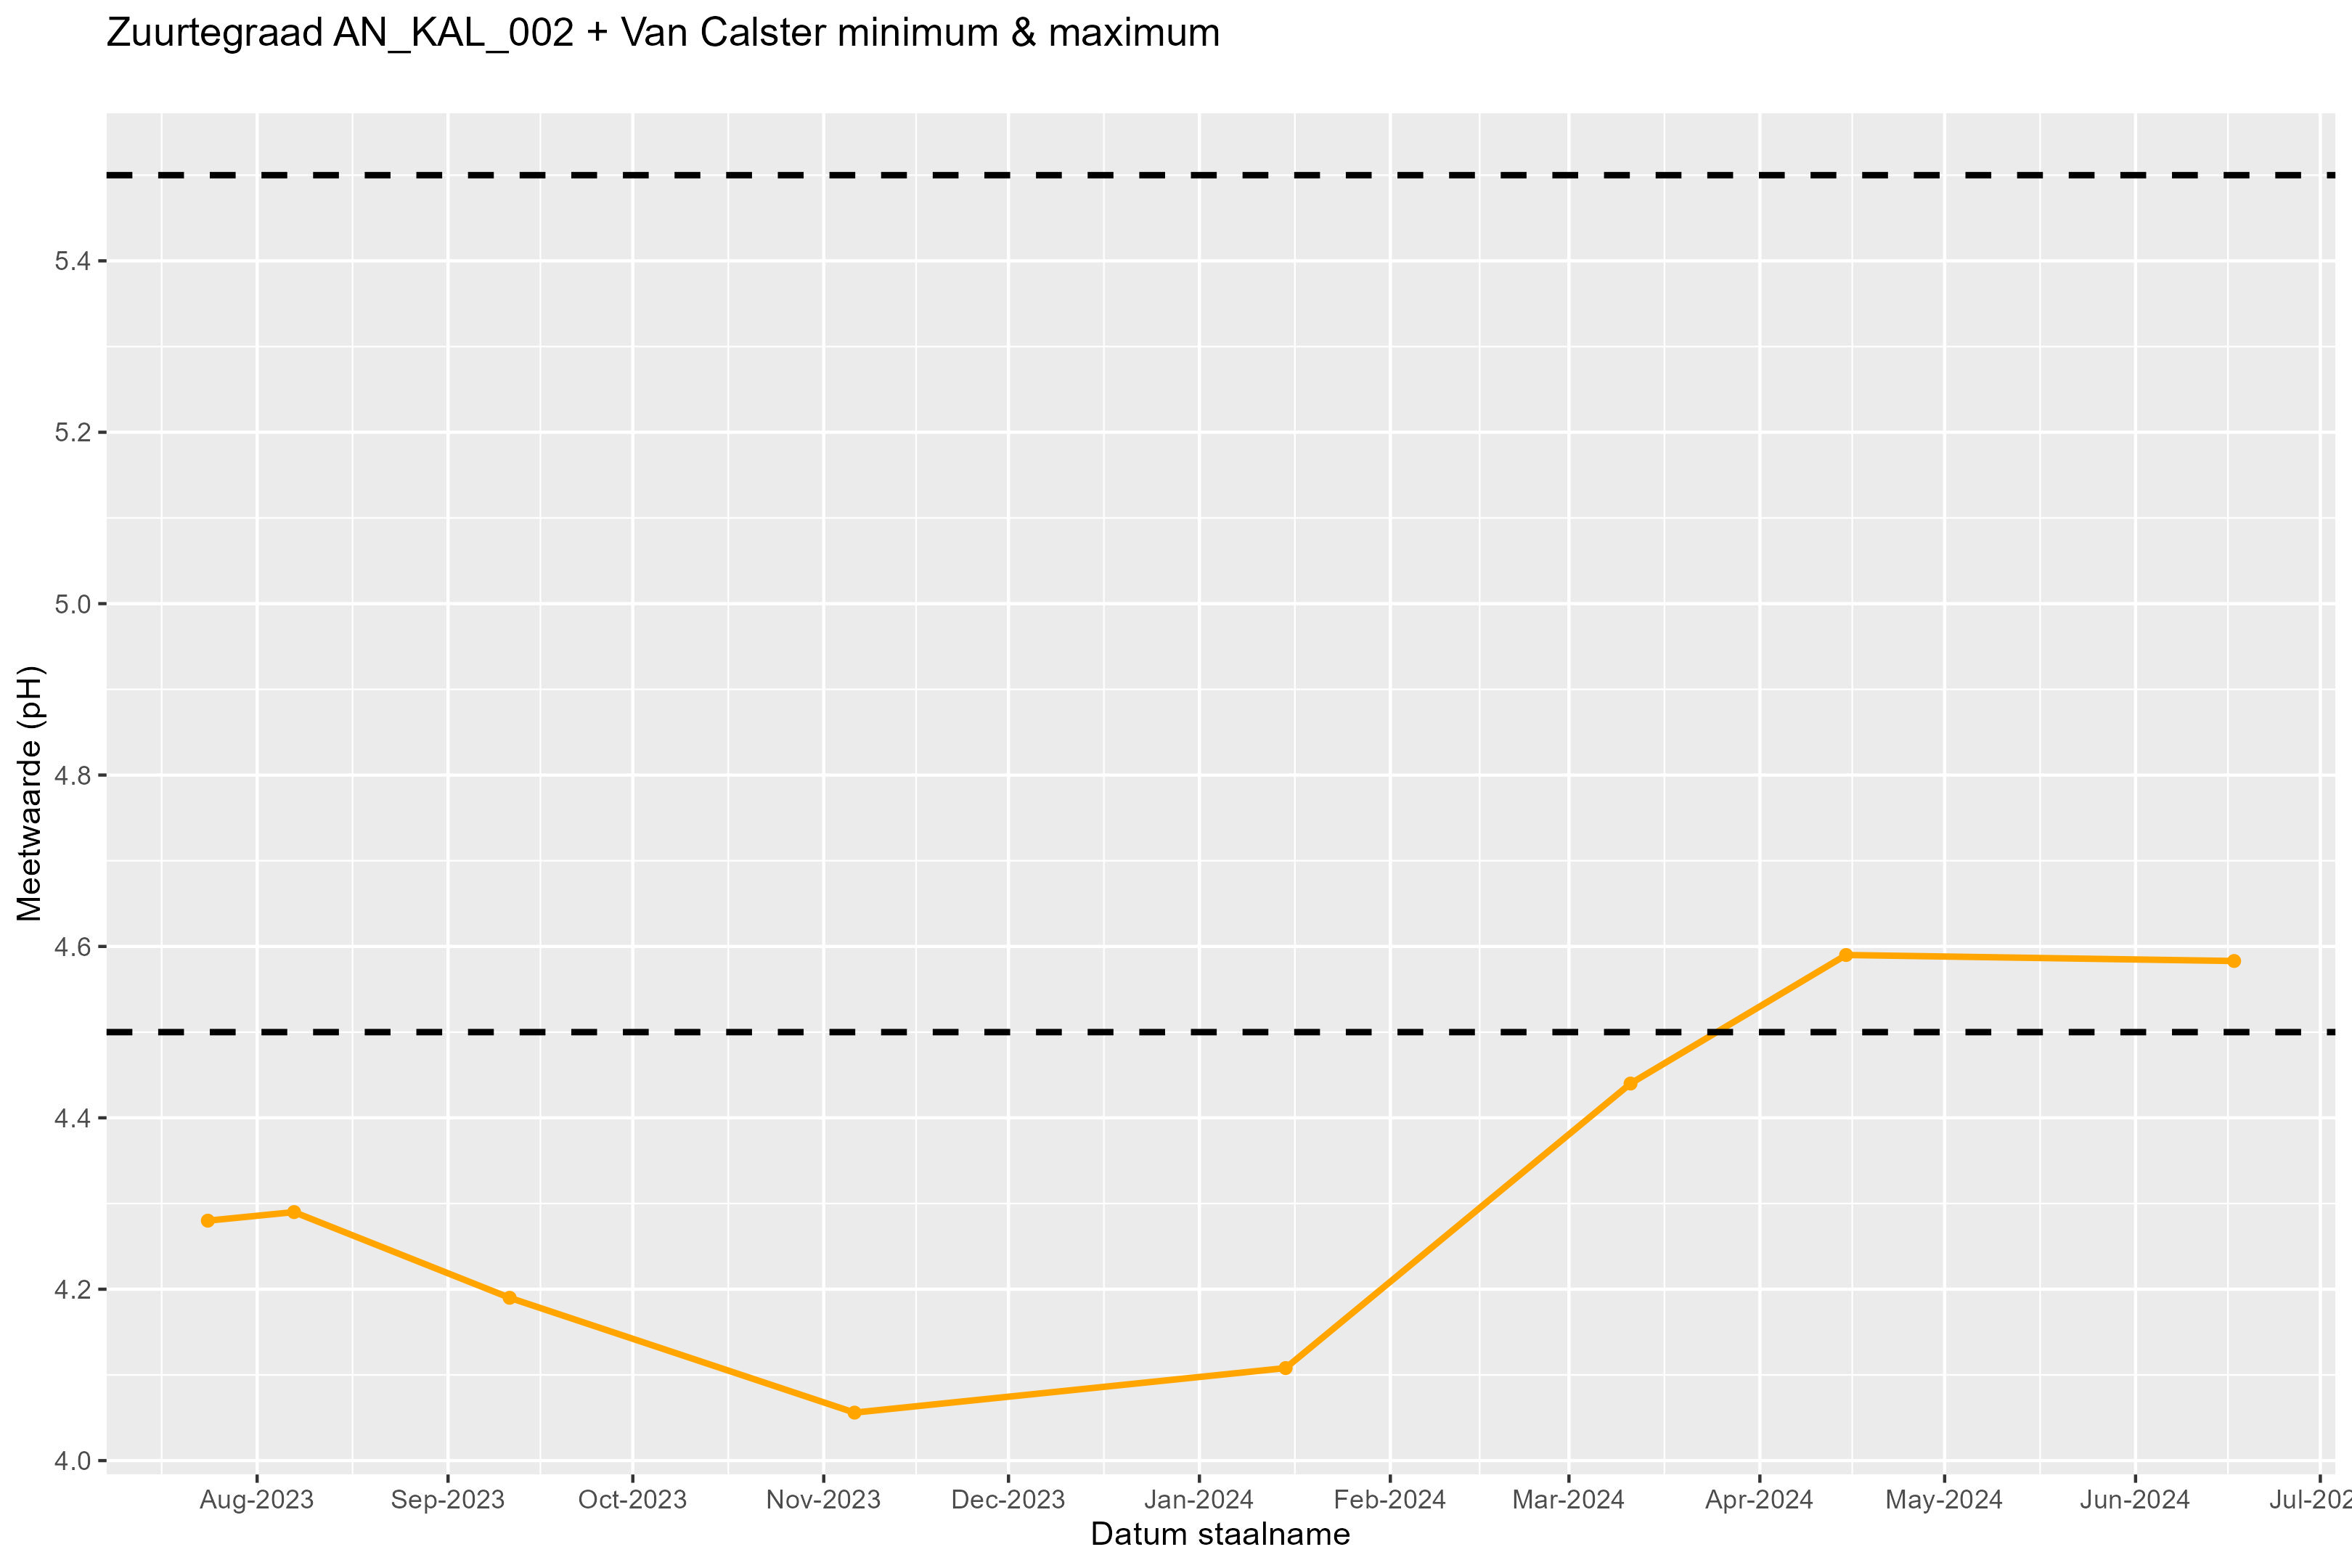 Zuurtegraad AN_KAL_002 + Van Calster minimum & maximum
Meetwaarde (pH)
5.4
5.2
5.0
4.8
4.6
4.4
4.2
4.0
Aug-2023 Sep-2023 Oct-2023 Nov-2023 Dec-2023 Jan-2024 Feb-2024 Mar-2024 Apr-2024 May-2024 Jun-2024 Jul-202
Datum staalname